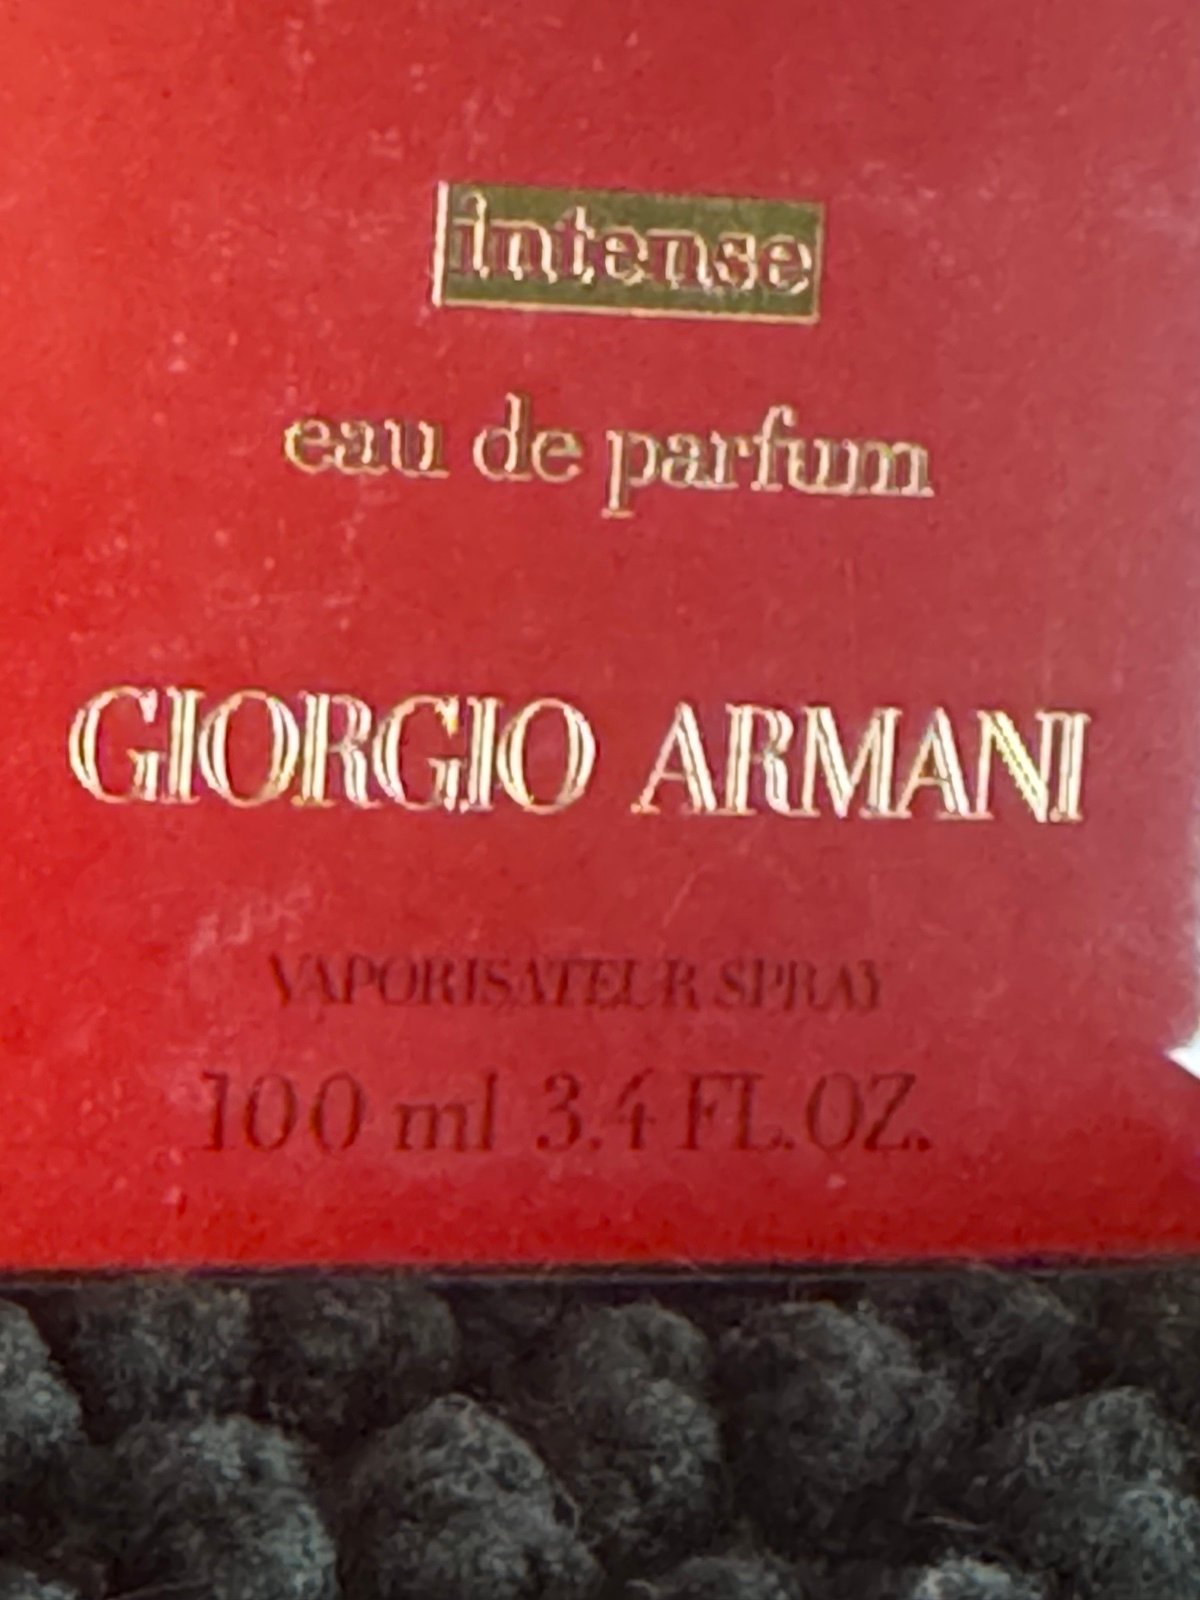 intense
eau de parfum
GIORGIO ARMANI
VAPORISATEUR SPRAY
100 ml 3.4 FL.OZ.